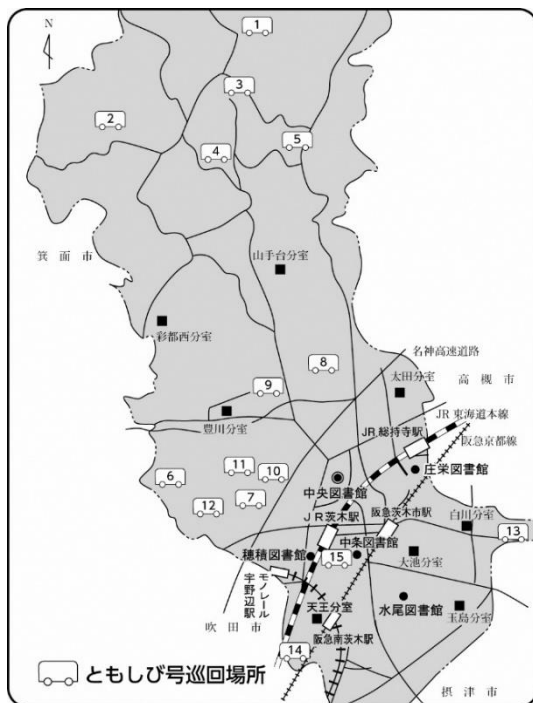 N
1
3
2
5
4
箕面市
山手台分室
彩都西分室
名神高速道路
8
太田分室
高槻市
9
豊川分室
JR東海道本線
JR総持寺駅
阪急京都線
11
10
6
庄栄図書館
中央図書館
7
12
JR茨木駅
阪急茨木市駅
白川分室
13
中条図書館
穂積図書館
15
大池分室
モノレール
宇野辺駅
水尾図書館
天王分室
玉島分室
吹田市
阪急南茨木駅
14
ともしび号巡回場所
摂津市